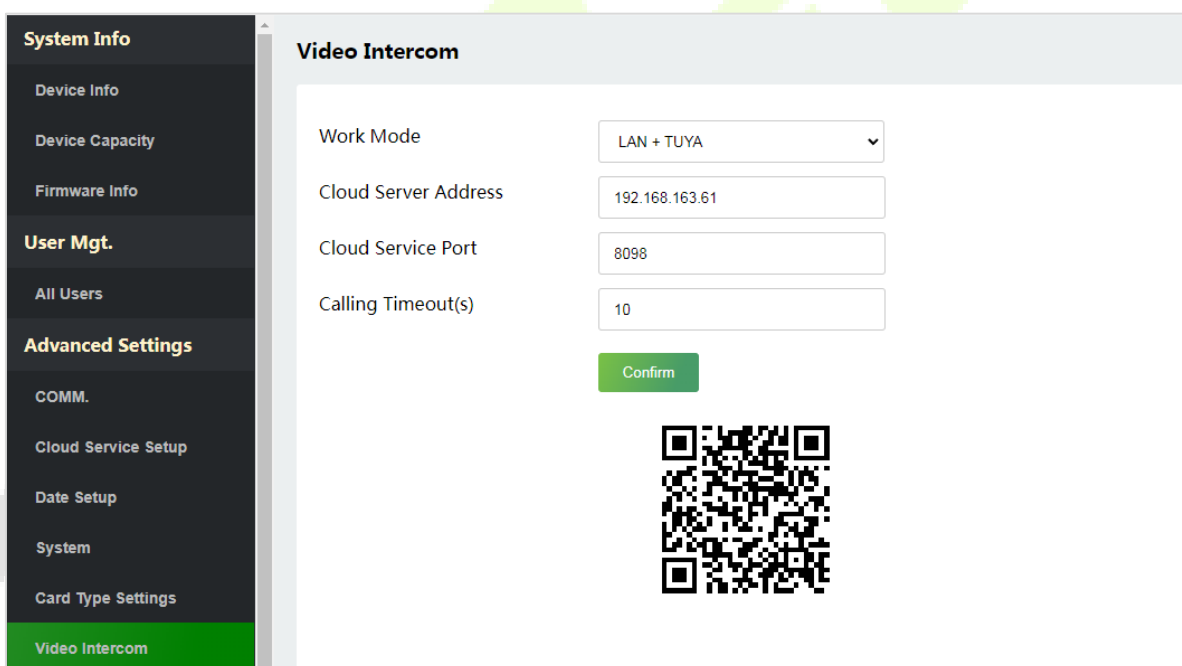 System Info
Device Info
Device Capacity
Firmware Info
User Mgt.
All Users
Advanced Settings
COMM.
Cloud Service Setup
Date Setup
System
Card Type Settings
Video Intercom
Video Intercom
Work Mode LAN + TUYA
Cloud Server Address 192.168.163.61
Cloud Service Port 8098
Calling Timeout(s) 10
Confirm